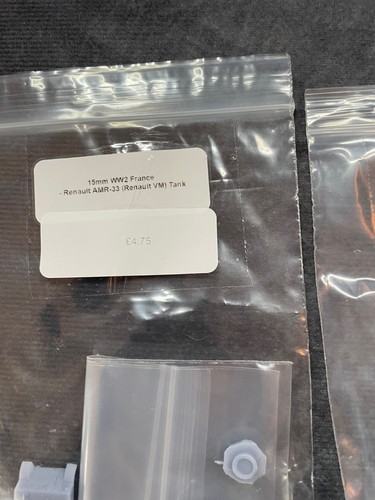 15mm WW2 France
- Renault AMR-33 (Renault VM) Tank
£4.75